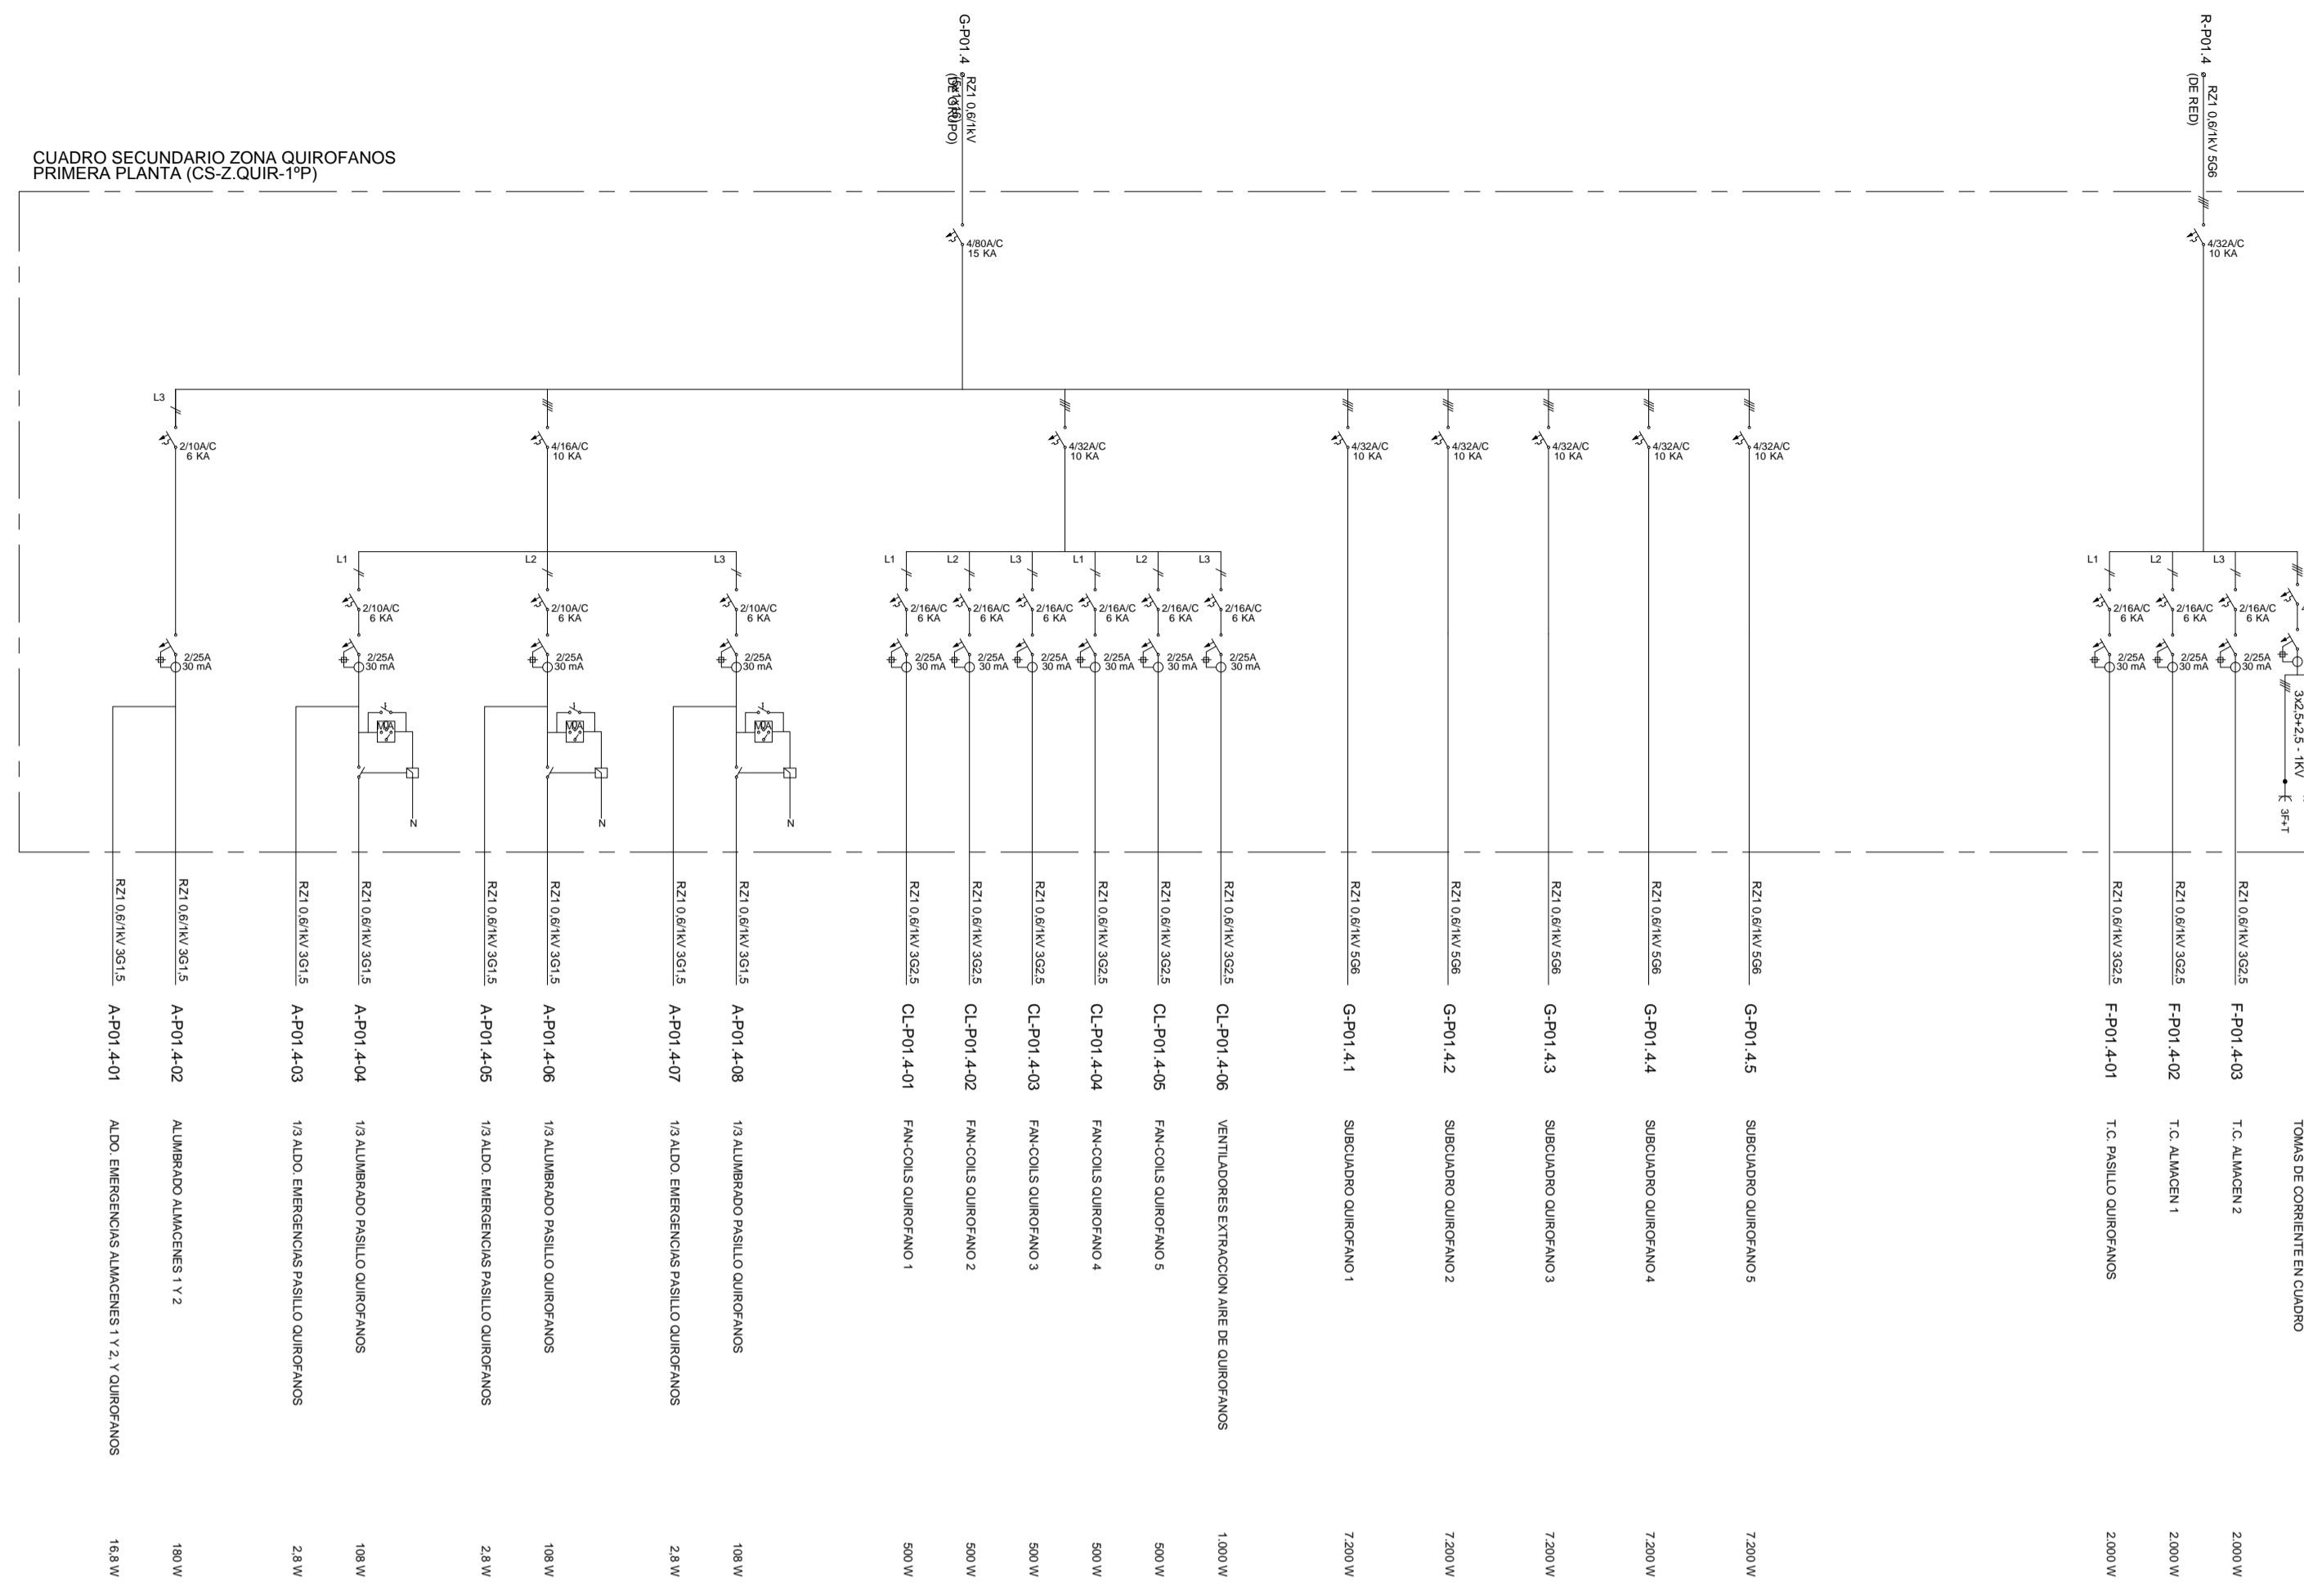 G-P01.4
RZ1 0,6/1kV
(5x1x16)
(DE GRUPO)
R-P01.4
RZ1 0,6/1kV 5G6
(DE RED)
CUADRO SECUNDARIO ZONA QUIROFANOS
PRIMERA PLANTA (CS-Z.QUIR-1ºP)
4/80A/C
15 KA
4/32A/C
10 KA
L3
2/10A/C
6 KA
4/16A/C
10 KA
4/32A/C
10 KA
4/32A/C
10 KA
4/32A/C
10 KA
4/32A/C
10 KA
4/32A/C
10 KA
4/32A/C
10 KA
L1
L2
L3
L1
L2
L3
L1
L2
L3
L1
L2
L3
2/10A/C
6 KA
2/10A/C
6 KA
2/10A/C
6 KA
2/16A/C
6 KA
2/16A/C
6 KA
2/16A/C
6 KA
2/16A/C
6 KA
2/16A/C
6 KA
2/16A/C
6 KA
2/16A/C
6 KA
2/16A/C
6 KA
2/16A/C
6 KA
2/25A
30 mA
2/25A
30 mA
2/25A
30 mA
2/25A
30 mA
2/25A
30 mA
2/25A
30 mA
2/25A
30 mA
2/25A
30 mA
2/25A
30 mA
2/25A
30 mA
2/25A
30 mA
2/25A
30 mA
2/25A
30 mA
3x2,5+2,5 - 1KV
3F+T
N
N
N
RZ1 0,6/1kV 3G1,5
RZ1 0,6/1kV 3G1,5
RZ1 0,6/1kV 3G1,5
RZ1 0,6/1kV 3G1,5
RZ1 0,6/1kV 3G1,5
RZ1 0,6/1kV 3G1,5
RZ1 0,6/1kV 3G1,5
RZ1 0,6/1kV 3G1,5
RZ1 0,6/1kV 3G2,5
RZ1 0,6/1kV 3G2,5
RZ1 0,6/1kV 3G2,5
RZ1 0,6/1kV 3G2,5
RZ1 0,6/1kV 3G2,5
RZ1 0,6/1kV 3G2,5
RZ1 0,6/1kV 5G6
RZ1 0,6/1kV 5G6
RZ1 0,6/1kV 5G6
RZ1 0,6/1kV 5G6
RZ1 0,6/1kV 5G6
RZ1 0,6/1kV 3G2,5
RZ1 0,6/1kV 3G2,5
RZ1 0,6/1kV 3G2,5
A-P01.4-01
A-P01.4-02
A-P01.4-03
A-P01.4-04
A-P01.4-05
A-P01.4-06
A-P01.4-07
A-P01.4-08
CL-P01.4-01
CL-P01.4-02
CL-P01.4-03
CL-P01.4-04
CL-P01.4-05
CL-P01.4-06
G-P01.4.1
G-P01.4.2
G-P01.4.3
G-P01.4.4
G-P01.4.5
F-P01.4-01
F-P01.4-02
F-P01.4-03
ALDO. EMERGENCIAS ALMACENES 1 Y 2, Y QUIROFANOS
ALUMBRADO ALMACENES 1 Y 2
1/3 ALDO. EMERGENCIAS PASILLO QUIROFANOS
1/3 ALUMBRADO PASILLO QUIROFANOS
1/3 ALDO. EMERGENCIAS PASILLO QUIROFANOS
1/3 ALUMBRADO PASILLO QUIROFANOS
1/3 ALDO. EMERGENCIAS PASILLO QUIROFANOS
1/3 ALUMBRADO PASILLO QUIROFANOS
FAN-COILS QUIROFANO 1
FAN-COILS QUIROFANO 2
FAN-COILS QUIROFANO 3
FAN-COILS QUIROFANO 4
FAN-COILS QUIROFANO 5
VENTILADORES EXTRACCION AIRE DE QUIROFANOS
SUBCUADRO QUIROFANO 1
SUBCUADRO QUIROFANO 2
SUBCUADRO QUIROFANO 3
SUBCUADRO QUIROFANO 4
SUBCUADRO QUIROFANO 5
T.C. PASILLO QUIROFANOS
T.C. ALMACEN 1
T.C. ALMACEN 2
TOMAS DE CORRIENTE EN CUADRO
16,8 W
180 W
2,8 W
108 W
2,8 W
108 W
2,8 W
108 W
500 W
500 W
500 W
500 W
500 W
1.000 W
7.200 W
7.200 W
7.200 W
7.200 W
7.200 W
2.000 W
2.000 W
2.000 W